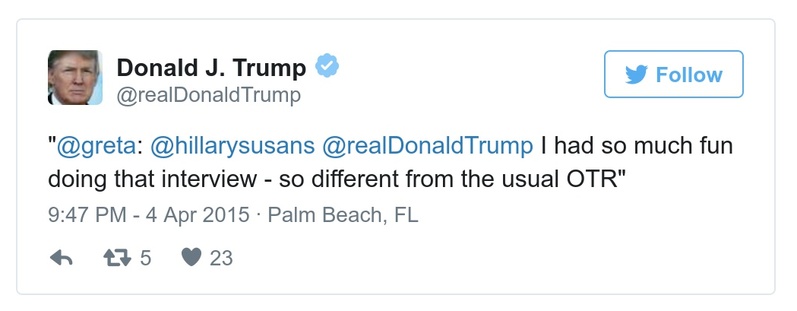 Donald J. Trump
@realDonaldTrump
Follow
"@greta: @hillarysusans @realDonaldTrump I had so much fun
doing that interview - so different from the usual OTR"
9:47 PM - 4 Apr 2015 · Palm Beach, FL
5 23